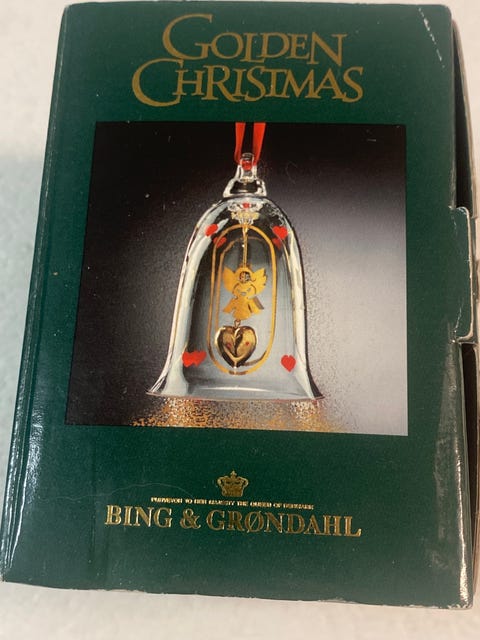 GOLDEN
CHRISTMAS
PURVEYOR TO HER MAJESTY THE QUEEN OF DENMARK
BING & GRØNDAHL